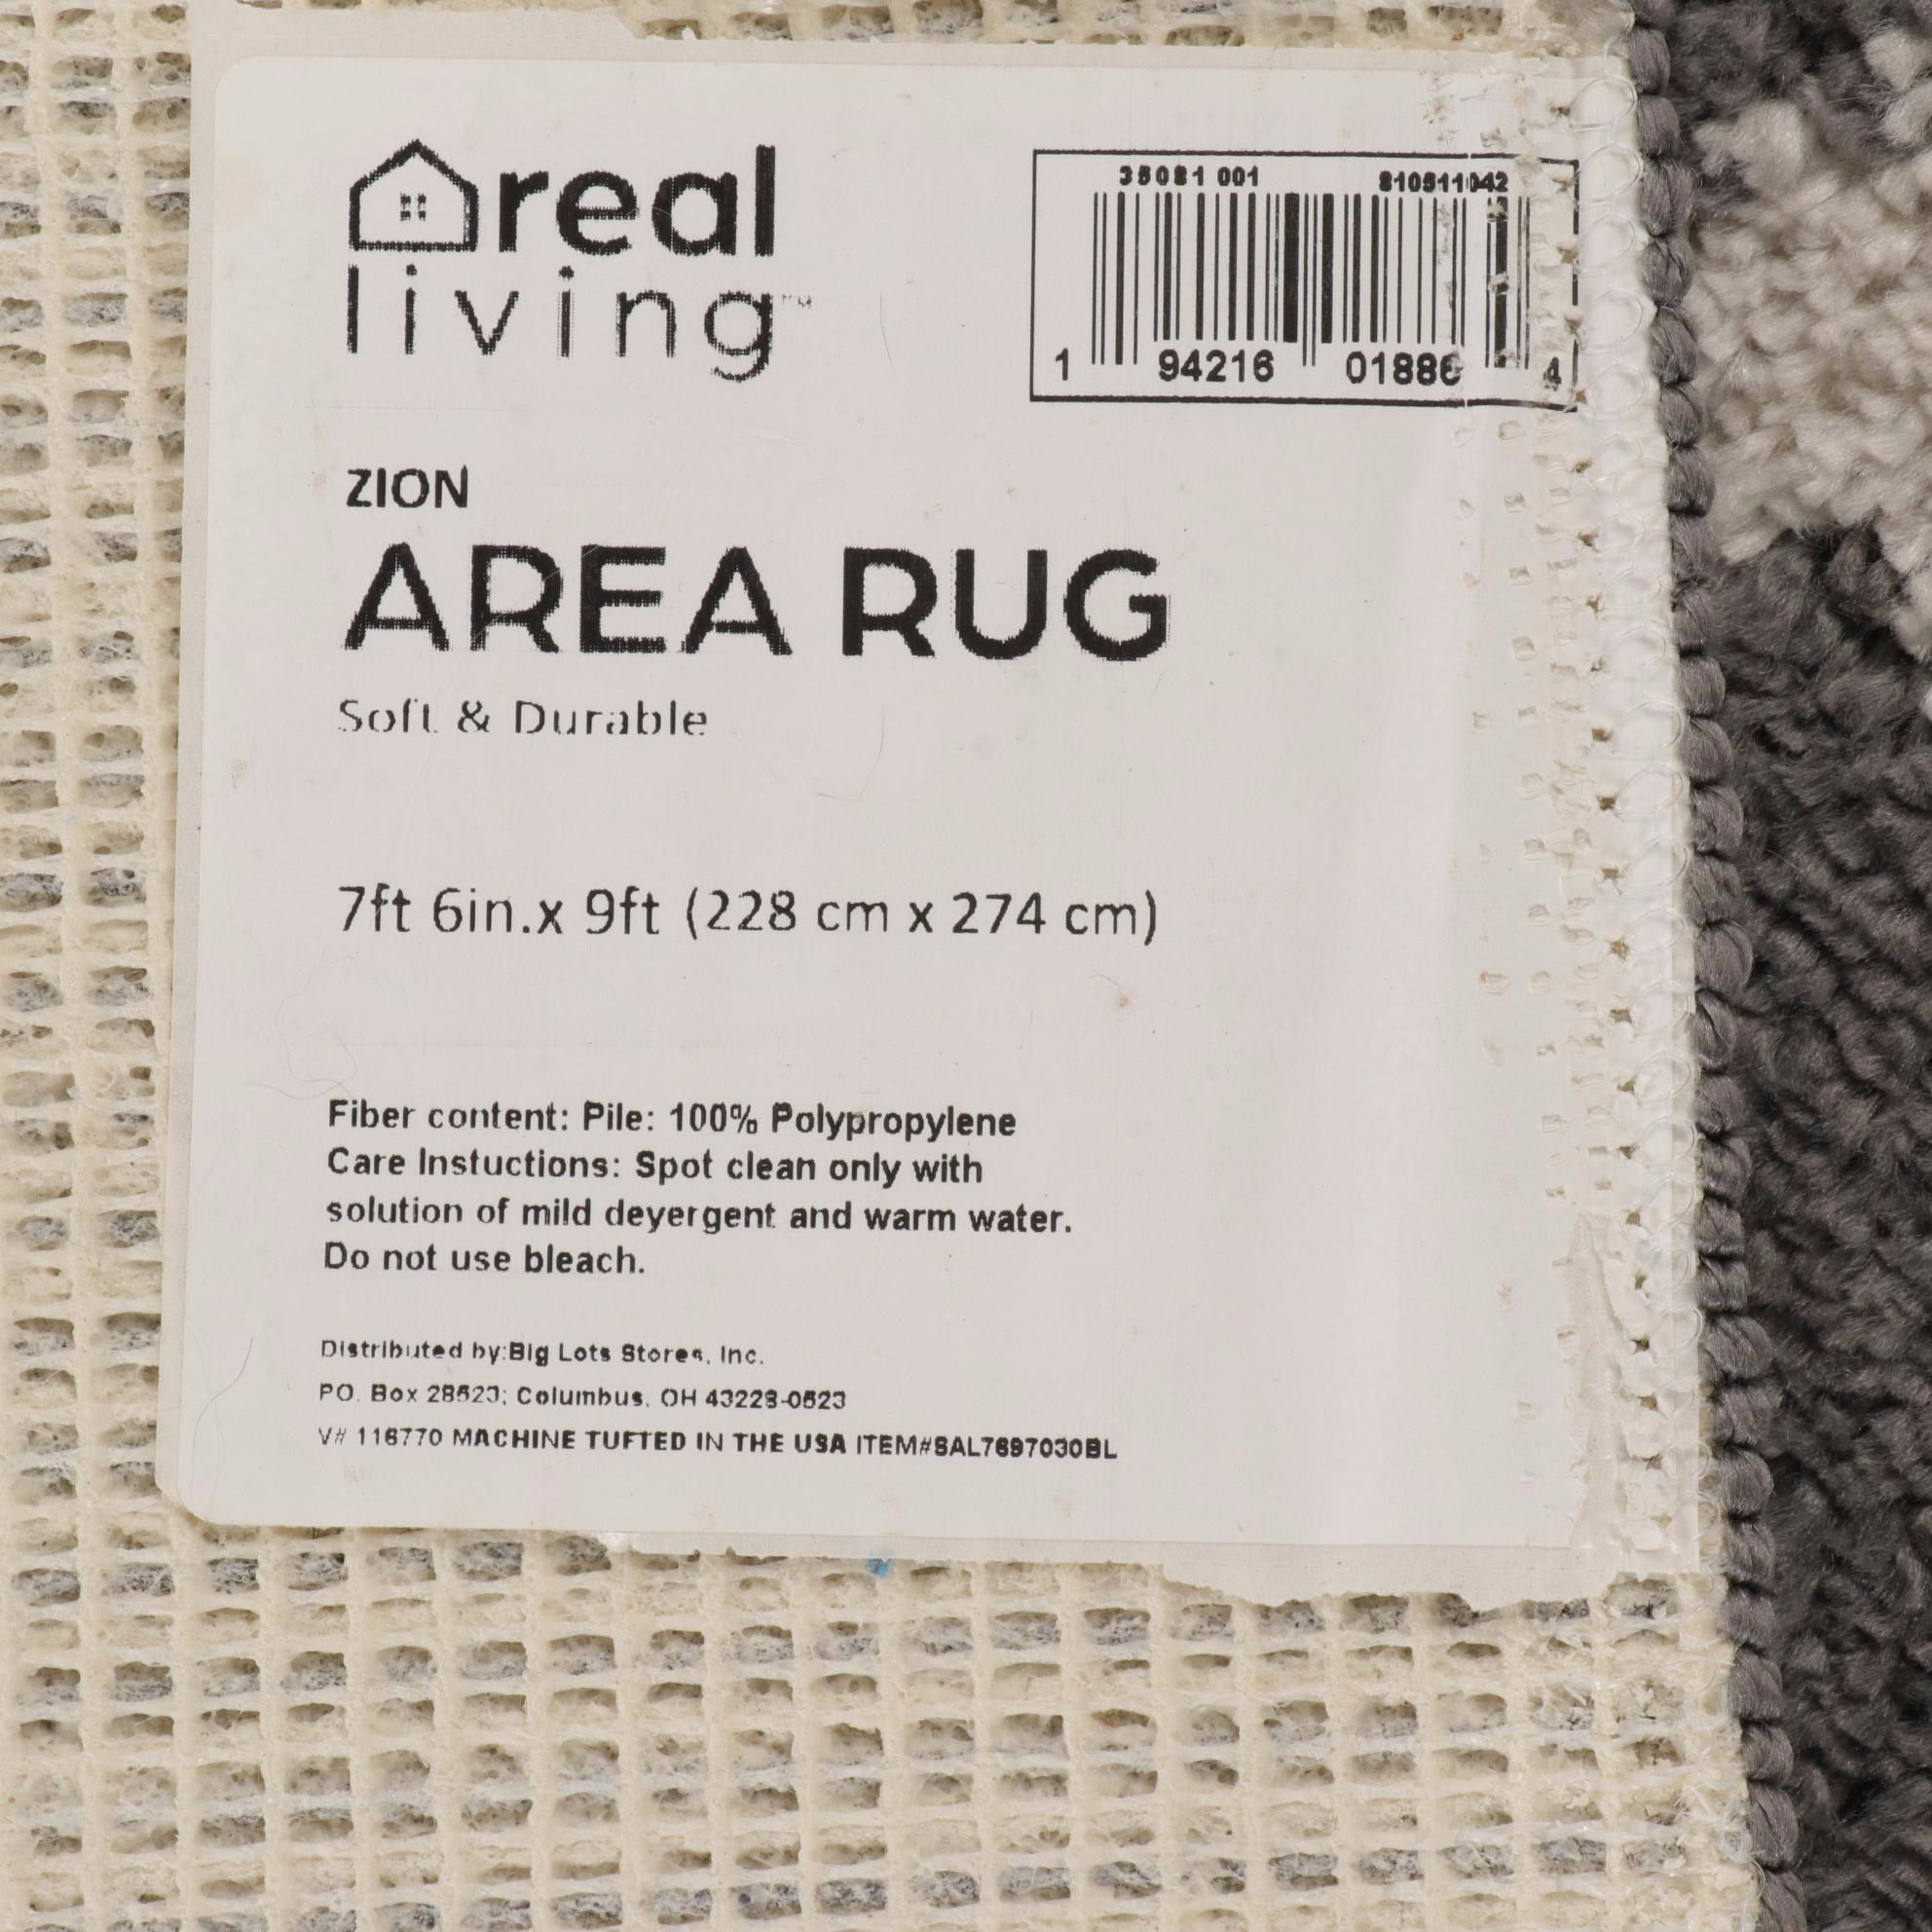 real
living™
35081 001 810511042
1 94216 01886 4
ZION
AREA RUG
Soft & Durable
7ft 6in.x 9ft (228 cm x 274 cm)
Fiber content: Pile: 100% Polypropylene
Care Instuctions: Spot clean only with
solution of mild deyergent and warm water.
Do not use bleach.
Distributed by:Big Lots Stores, Inc.
PO. Box 28523; Columbus, OH 43228-0523
V# 116770 MACHINE TUFTED IN THE USA ITEM#SAL7697030BL